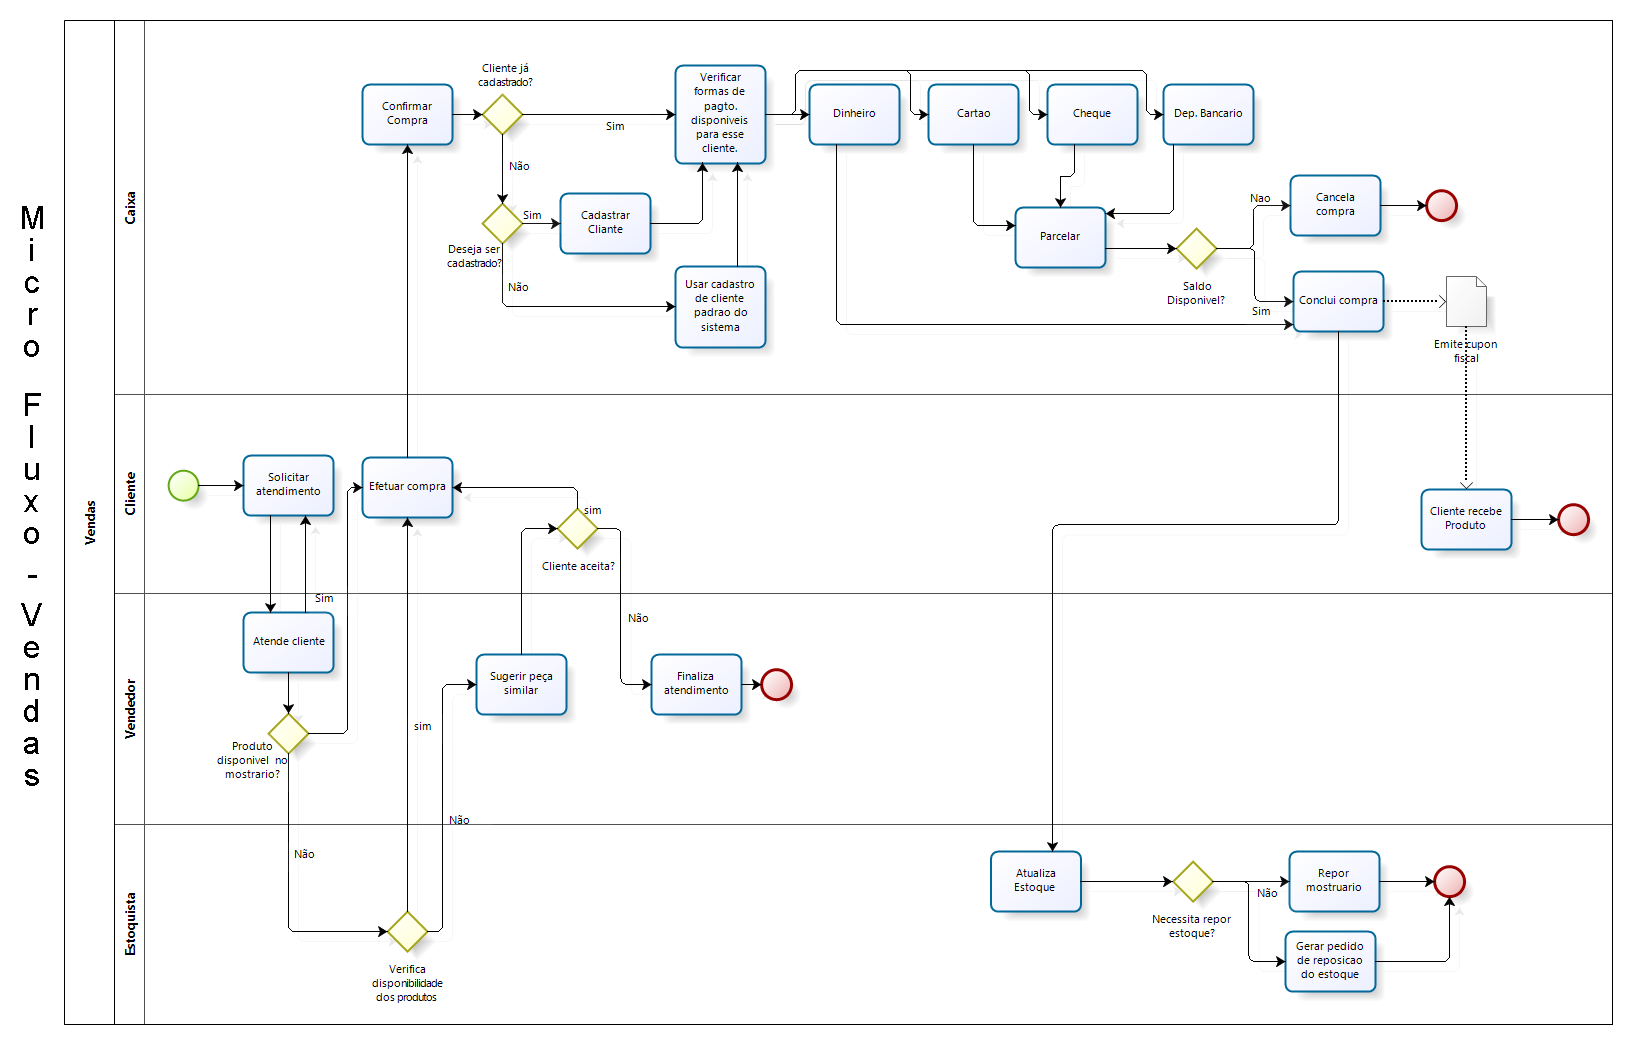 Micro Fluxo - Vendas
Vendas
Caixa
Confirmar
Compra
Cliente já
cadastrado?
Sim
Não
Deseja ser
cadastrado?
Sim
Não
Cadastrar
Cliante
Usar cadastro
de cliente
padrao do
sistema
Verificar
formas de
pagto.
disponiveis
para esse
cliente.
Dinheiro
Cartao
Cheque
Dep. Bancario
Parcelar
Saldo
Disponivel?
Nao
Sim
Cancela
compra
Conclui compra
Emite cupon
fiscal
Cliente
Solicitar
atendimento
Efetuar compra
sim
Cliente aceita?
Cliente recebe
Produto
Vendedor
Sim
Atende cliente
Produto
disponivel no
mostrario?
sim
Sugerir peça
similar
Não
Finaliza
atendimento
Estoquista
Não
Não
Verifica
disponibilidade
dos produtos
Atualiza
Estoque
Necessita repor
estoque?
Não
Repor
mostruario
Gerar pedido
de reposicao
do estoque